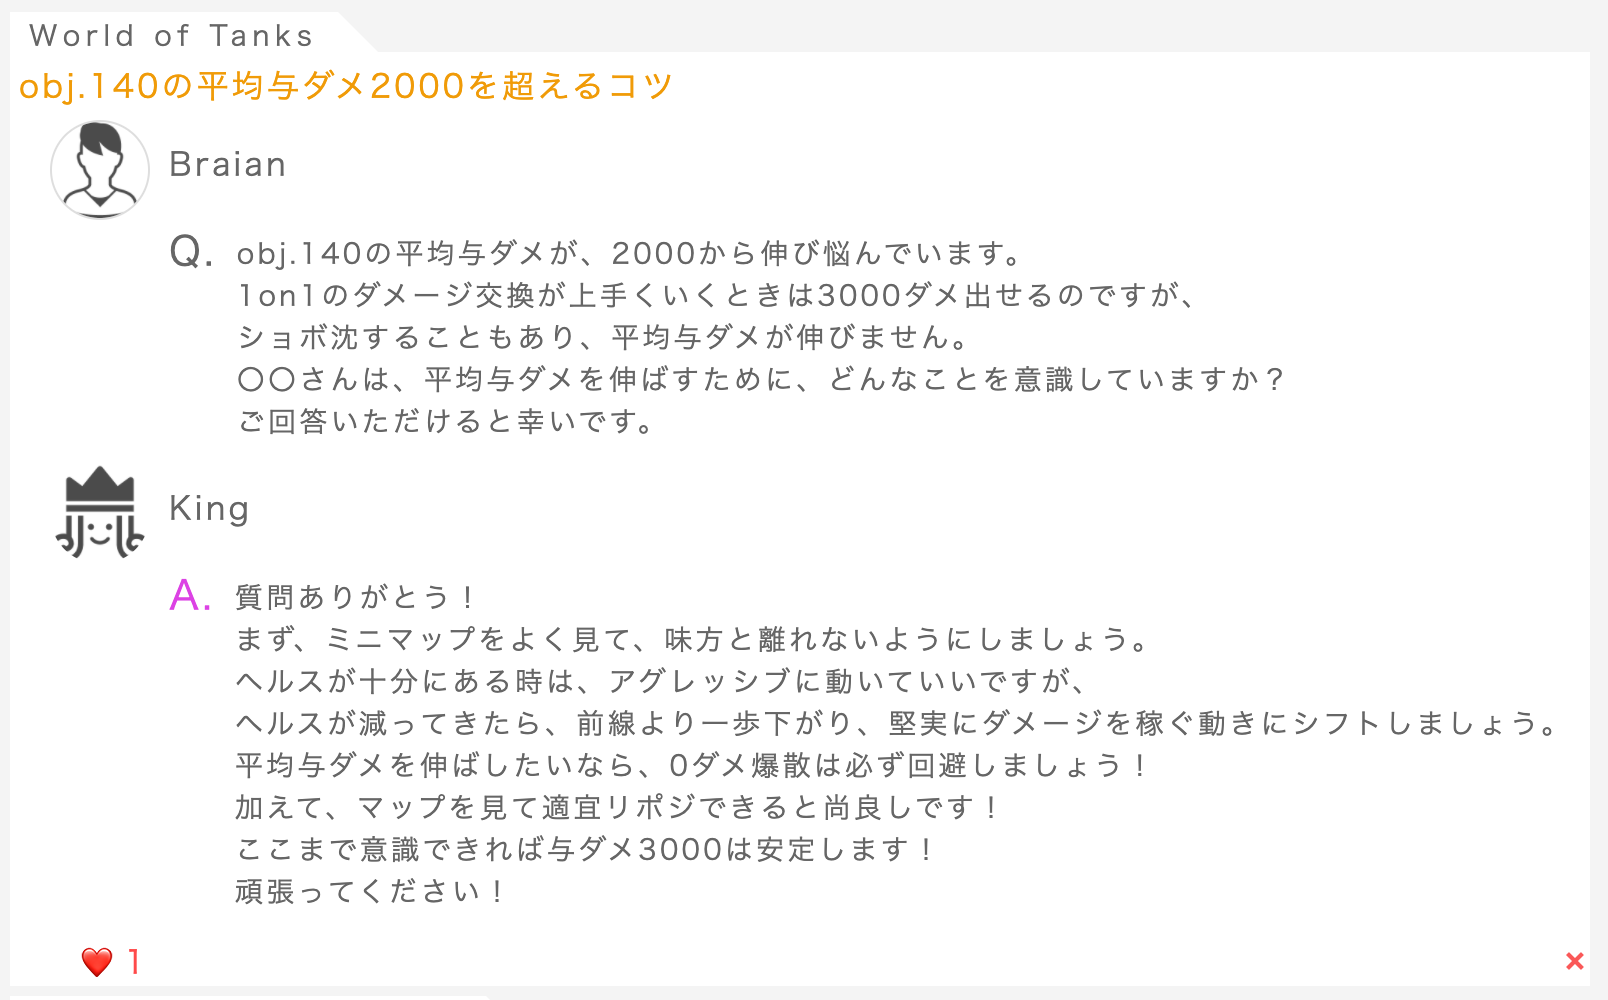 World of Tanks
obj.140の平均与ダメ2000を超えるコツ
Braian
Q. obj.140の平均与ダメが、2000から伸び悩んでいます。
1on1のダメージ交換が上手くいくときは3000ダメ出せるのですが、
ショボ沈することもあり、平均与ダメが伸びません。
〇〇さんは、平均与ダメを伸ばすために、どんなことを意識していますか？
ご回答いただけると幸いです。
King
A. 質問ありがとう！
まず、ミニマップをよく見て、味方と離れないようにしましょう。
ヘルスが十分にある時は、アグレッシブに動いていいですが、
ヘルスが減ってきたら、前線より一歩下がり、堅実にダメージを稼ぐ動きにシフトしましょう。
平均与ダメを伸ばしたいなら、0ダメ爆散は必ず回避しましょう！
加えて、マップを見て適宜リポジできると尚良しです！
ここまで意識できれば与ダメ3000は安定します！
頑張ってください！
❤️ 1
×